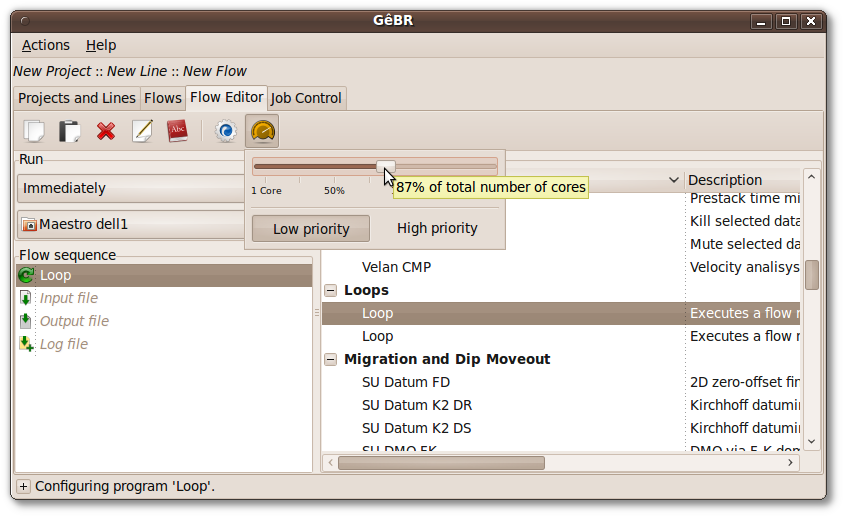 GêBR
Actions Help
New Project :: New Line :: New Flow
Projects and Lines Flows Flow Editor Job Control
Abc
Run
Immediately
Maestro dell1
1 Core 50%
87% of total number of cores
Low priority High priority
Flow sequence
Loop
Input file
Output file
Log file
Description
Prestack time mi
Kill selected data
Mute selected da
Velan CMP Velocity analisys
Loops
Loop Executes a flow r
Loop Executes a flow r
Migration and Dip Moveout
SU Datum FD 2D zero-offset fin
SU Datum K2 DR Kirchhoff datumin
SU Datum K2 DS Kirchhoff datumin
SU DMO FK DMO via F-K dom
Configuring program 'Loop'.